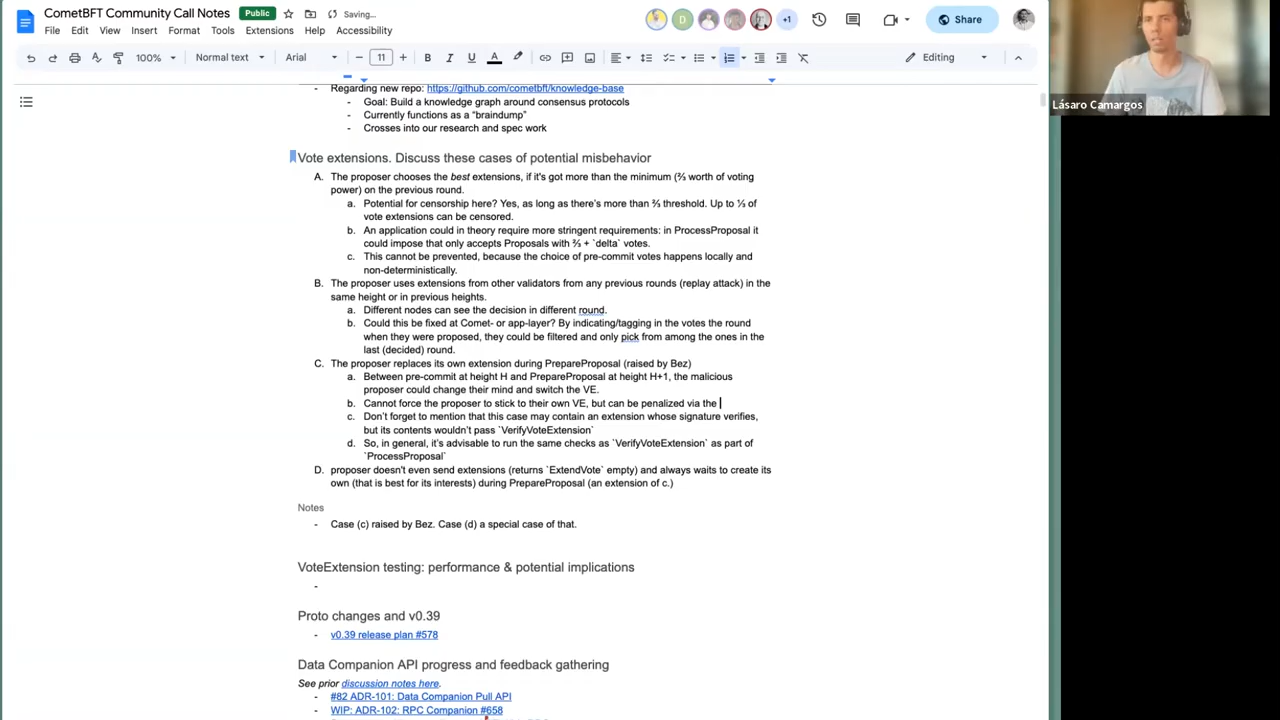 CometBFT Community Call Notes Public Saving...
File Edit View Insert Format Tools Extensions Help Accessibility
D +1 Share
100% Normal text Arial 11 B I U A Editing
Regarding new repo: https://github.com/cometbft/knowledge-base
- Goal: Build a knowledge graph around consensus protocols
- Currently functions as a “braindump”
- Crosses into our research and spec work
Lásaro Camargos
Vote extensions. Discuss these cases of potential misbehavior
A. The proposer chooses the best extensions, if it's got more than the minimum (⅔ worth of voting
power) on the previous round.
a. Potential for censorship here? Yes, as long as there’s more than ⅔ threshold. Up to ⅓ of
vote extensions can be censored.
b. An application could in theory require more stringent requirements: in ProcessProposal it
could impose that only accepts Proposals with ⅔ + `delta` votes.
c. This cannot be prevented, because the choice of pre-commit votes happens locally and
non-deterministically.
B. The proposer uses extensions from other validators from any previous rounds (replay attack) in the
same height or in previous heights.
a. Different nodes can see the decision in different round.
b. Could this be fixed at Comet- or app-layer? By indicating/tagging in the votes the round
when they were proposed, they could be filtered and only pick from among the ones in the
last (decided) round.
C. The proposer replaces its own extension during PrepareProposal (raised by Bez)
a. Between pre-commit at height H and PrepareProposal at height H+1, the malicious
proposer could change their mind and switch the VE.
b. Cannot force the proposer to stick to their own VE, but can be penalized via the
c. Don’t forget to mention that this case may contain an extension whose signature verifies,
but its contents wouldn’t pass `VerifyVoteExtension`
d. So, in general, it’s advisable to run the same checks as `VerifyVoteExtension` as part of
`ProcessProposal`
D. proposer doesn't even send extensions (returns `ExtendVote` empty) and always waits to create its
own (that is best for its interests) during PrepareProposal (an extension of c.)
Notes
- Case (c) raised by Bez. Case (d) a special case of that.
VoteExtension testing: performance & potential implications
-
Proto changes and v0.39
- v0.39 release plan #578
Data Companion API progress and feedback gathering
See prior discussion notes here.
- #82 ADR-101: Data Companion Pull API
- WIP: ADR-102: RPC Companion #658